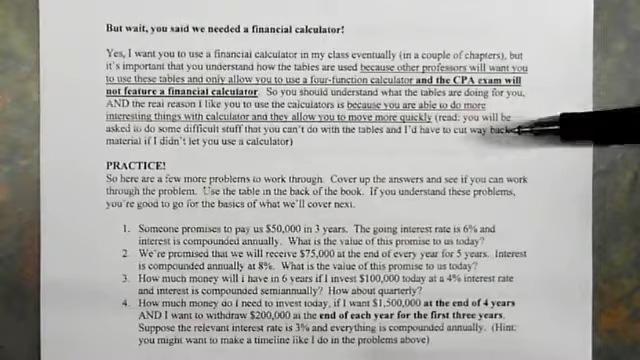 But wait, you said we needed a financial calculator!
Yes, I want you to use a financial calculator in my class eventually (in a couple of chapters), but
it's important that you understand how the tables are used because other professors will want you
to use these tables and only allow you to use a four-function calculator and the CPA exam will
not feature a financial calculator. So you should understand what the tables are doing for you,
AND the real reason I like you to use the calculators is because you are able to do more
interesting things with calculator and they allow you to move more quickly (read: you will be
asked to do some difficult stuff that you can't do with the tables and I'd have to cut way back
material if I didn't let you use a calculator)
PRACTICE!
So here are a few more problems to work through. Cover up the answers and see if you can work
through the problem. Use the table in the back of the book. If you understand these problems,
you're good to go for the basics of what we'll cover next.
1. Someone promises to pay us $50,000 in 3 years. The going interest rate is 6% and
interest is compounded annually. What is the value of this promise to us today?
2. We're promised that we will receive $75,000 at the end of every year for 5 years. Interest
is compounded annually at 8%. What is the value of this promise to us today?
3. How much money will i have in 6 years if I invest $100,000 today at a 4% interest rate
and interest is compounded semiannually? How about quarterly?
4. How much money do I need to invest today, if I want $1,500,000 at the end of 4 years
AND I want to withdraw $200,000 at the end of each year for the first three years.
Suppose the relevant interest rate is 3% and everything is compounded annually. (Hint:
you might want to make a timeline like I do in the problems above)